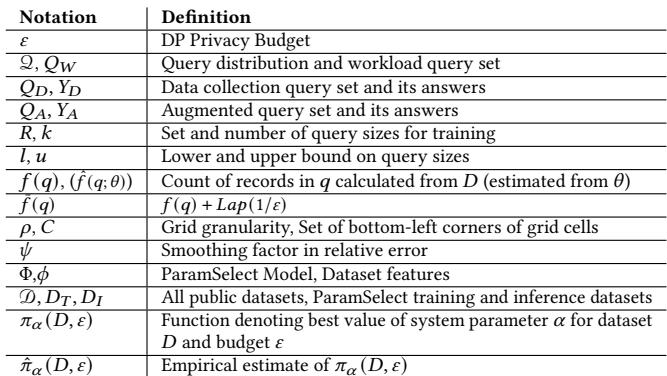 Notation Definition
ε DP Privacy Budget
𝒬, Q_W Query distribution and workload query set
Q_D, Y_D Data collection query set and its answers
Q_A, Y_A Augmented query set and its answers
R, k Set and number of query sizes for training
l, u Lower and upper bound on query sizes
f(q), (f̂(q; θ)) Count of records in q calculated from D (estimated from θ)
f̄(q) f(q) + Lap(1/ε)
ρ, C Grid granularity, Set of bottom-left corners of grid cells
ψ Smoothing factor in relative error
Φ,ϕ ParamSelect Model, Dataset features
𝒟, D_T, D_I All public datasets, ParamSelect training and inference datasets
π_α(D, ε) Function denoting best value of system parameter α for dataset
D and budget ε
π̂_α(D, ε) Empirical estimate of π_α(D, ε)